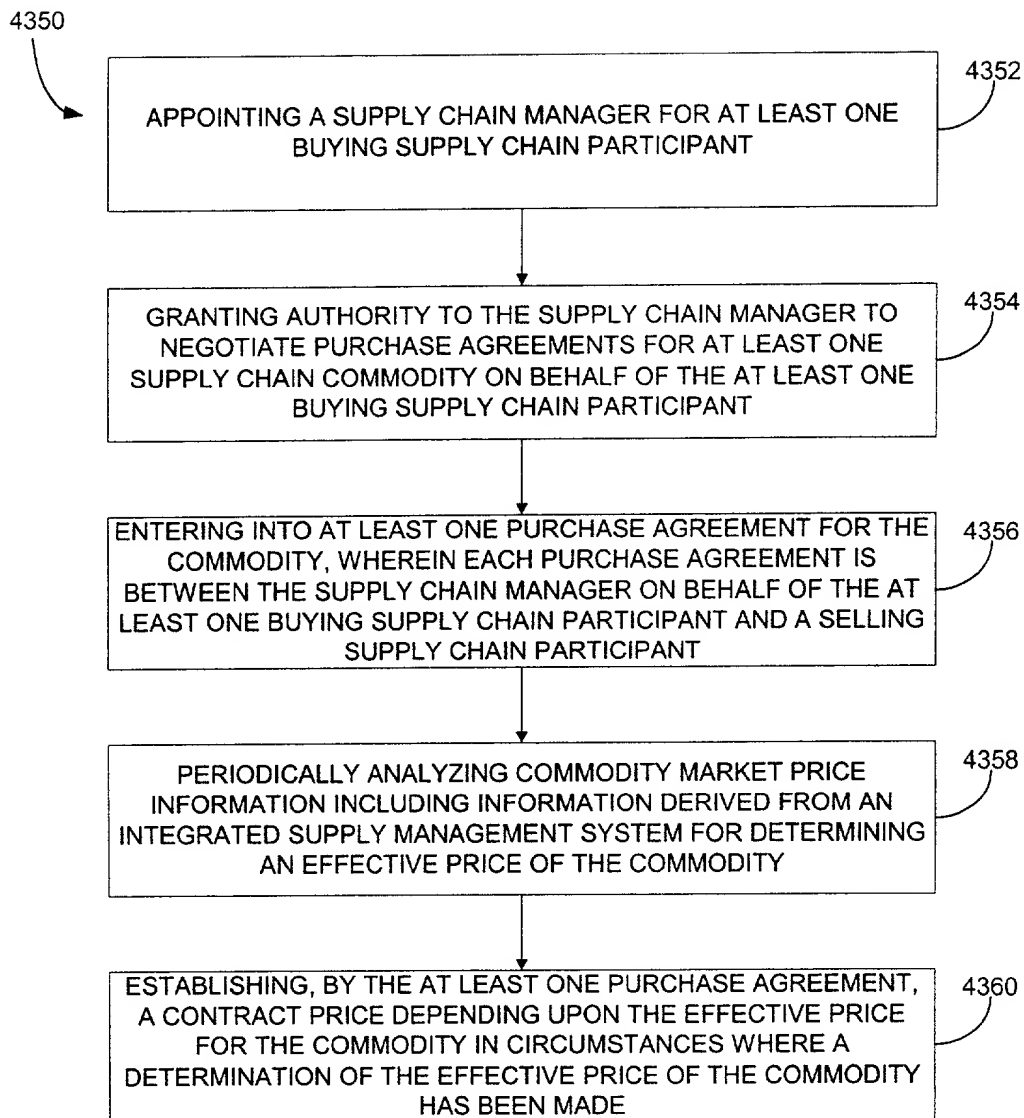 4350
4352
APPOINTING A SUPPLY CHAIN MANAGER FOR AT LEAST ONE
BUYING SUPPLY CHAIN PARTICIPANT
4354
GRANTING AUTHORITY TO THE SUPPLY CHAIN MANAGER TO
NEGOTIATE PURCHASE AGREEMENTS FOR AT LEAST ONE
SUPPLY CHAIN COMMODITY ON BEHALF OF THE AT LEAST ONE
BUYING SUPPLY CHAIN PARTICIPANT
4356
ENTERING INTO AT LEAST ONE PURCHASE AGREEMENT FOR THE
COMMODITY, WHEREIN EACH PURCHASE AGREEMENT IS
BETWEEN THE SUPPLY CHAIN MANAGER ON BEHALF OF THE AT
LEAST ONE BUYING SUPPLY CHAIN PARTICIPANT AND A SELLING
SUPPLY CHAIN PARTICIPANT
4358
PERIODICALLY ANALYZING COMMODITY MARKET PRICE
INFORMATION INCLUDING INFORMATION DERIVED FROM AN
INTEGRATED SUPPLY MANAGEMENT SYSTEM FOR DETERMINING
AN EFFECTIVE PRICE OF THE COMMODITY
4360
ESTABLISHING, BY THE AT LEAST ONE PURCHASE AGREEMENT,
A CONTRACT PRICE DEPENDING UPON THE EFFECTIVE PRICE
FOR THE COMMODITY IN CIRCUMSTANCES WHERE A
DETERMINATION OF THE EFFECTIVE PRICE OF THE COMMODITY
HAS BEEN MADE